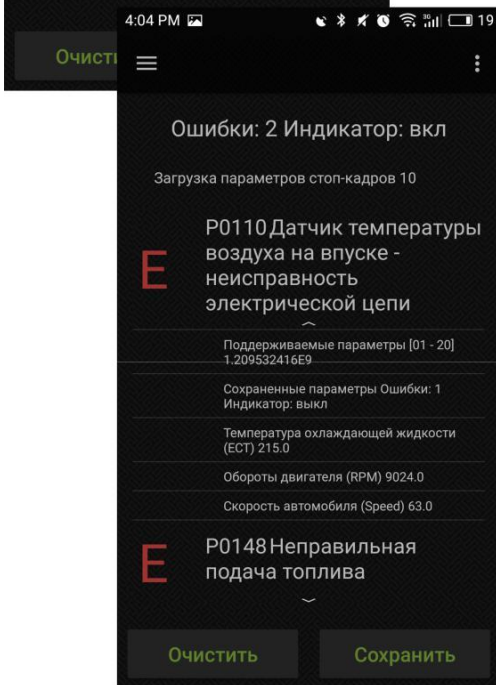 4:04 PM
3G
19
Очисти
Ошибки: 2 Индикатор: вкл
Загрузка параметров стоп-кадров 10
E
P0110 Датчик температуры
воздуха на впуске -
неисправность
электрической цепи
Поддерживаемые параметры [01 - 20]
1.209532416E9
Сохраненные параметры Ошибки: 1
Индикатор: выкл
Температура охлаждающей жидкости
(ECT) 215.0
Обороты двигателя (RPM) 9024.0
Скорость автомобиля (Speed) 63.0
E
P0148 Неправильная
подача топлива
Очистить
Сохранить